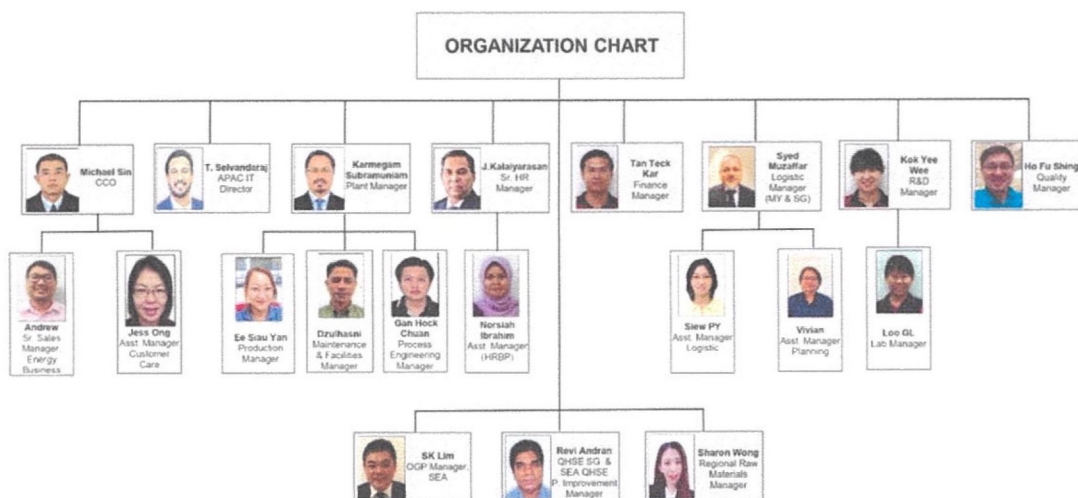 ORGANIZATION CHART
Michael Sin
CCO
T. Selvandaraj
APAC IT
Director
Karmegam
Subramuniam
Plant Manager
J.Kalaiyarasan
Sr. HR
Manager
Tan Teck
Kar
Finance
Manager
Syed
Muzaffar
Logistic
Manager
(MY & SG)
Kok Yee
Wee
R&D
Manager
Ho Fu Shing
Quality
Manager
Andrew
Sr. Sales
Manager,
Energy
Business
Jess Ong
Asst. Manager
Customer
Care
Ee Siau Yan
Production
Manager
Dzulhasni
Maintenance
& Facilities
Manager
Gan Hock
Chuan
Process
Engineering
Manager
Norsiah
Ibrahim
Asst. Manager
(HRBP)
Siew PY
Asst. Manager
Logistic
Vivian
Asst. Manager
Planning
Loo GL
Lab Manager
SK Lim
OGP Manager,
SEA
Revi Andran
QHSE SG &
SEA QHSE
P. Improvement
Manager
Sharon Wong
Regional Raw
Materials
Manager